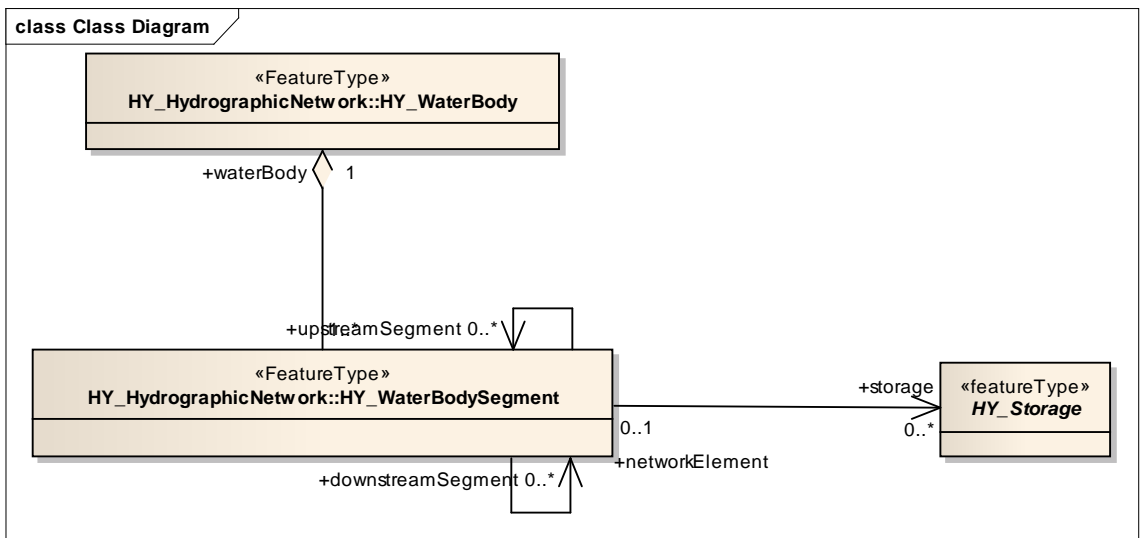 class Class Diagram
«FeatureType»
HY_HydrographicNetwork::HY_WaterBody
+waterBody 1
+upstreamSegment 0..*
«FeatureType»
HY_HydrographicNetwork::HY_WaterBodySegment
+storage
0..*
«featureType»
HY_Storage
0..1
+networkElement
+downstreamSegment 0..*